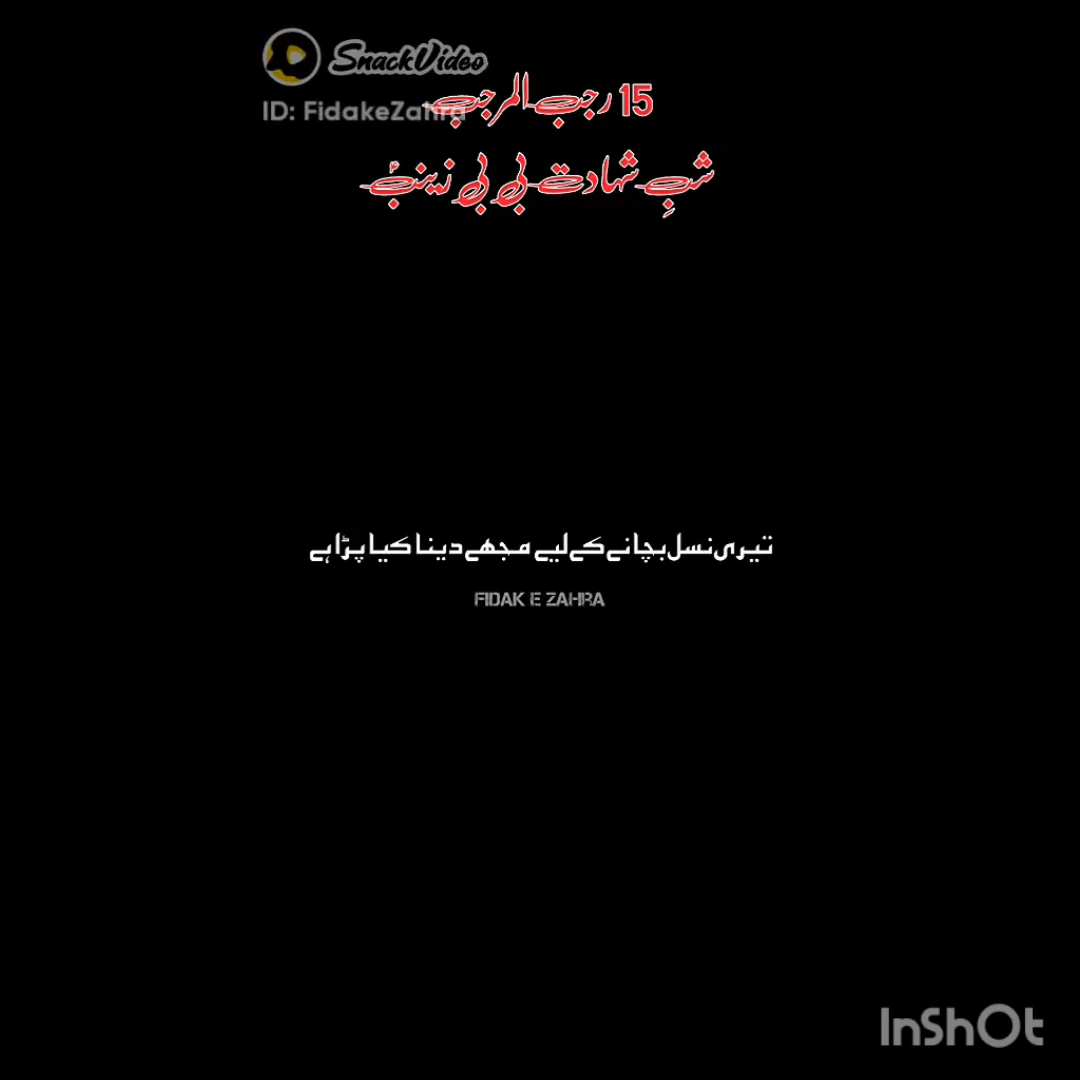 SnackVideo
ID: FidakeZahra
15 رجب المرجب
شبِ شہادت بی بی زینبؑ
تیری نسل بچانے کے لیے مجھے دینا کیا پڑا ہے
FIDAK E ZAHRA
InShOt